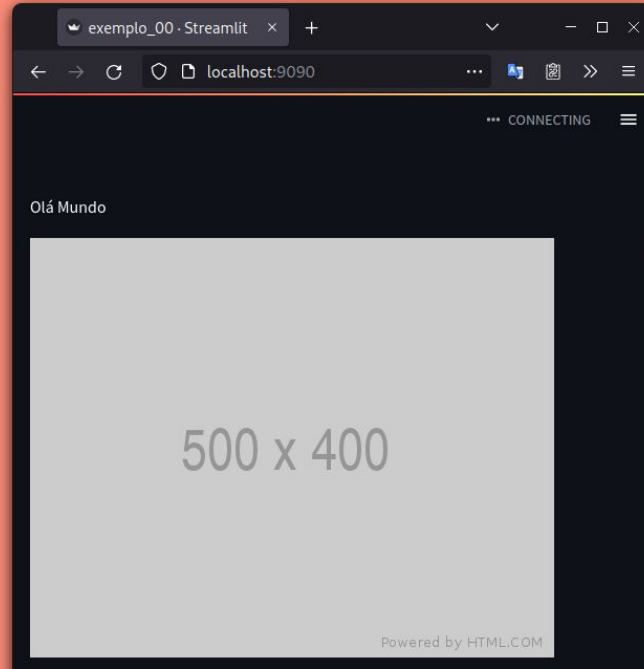 exemplo_00 · Streamlit
localhost:9090
CONNECTING
Olá Mundo
500 x 400
Powered by HTML.COM